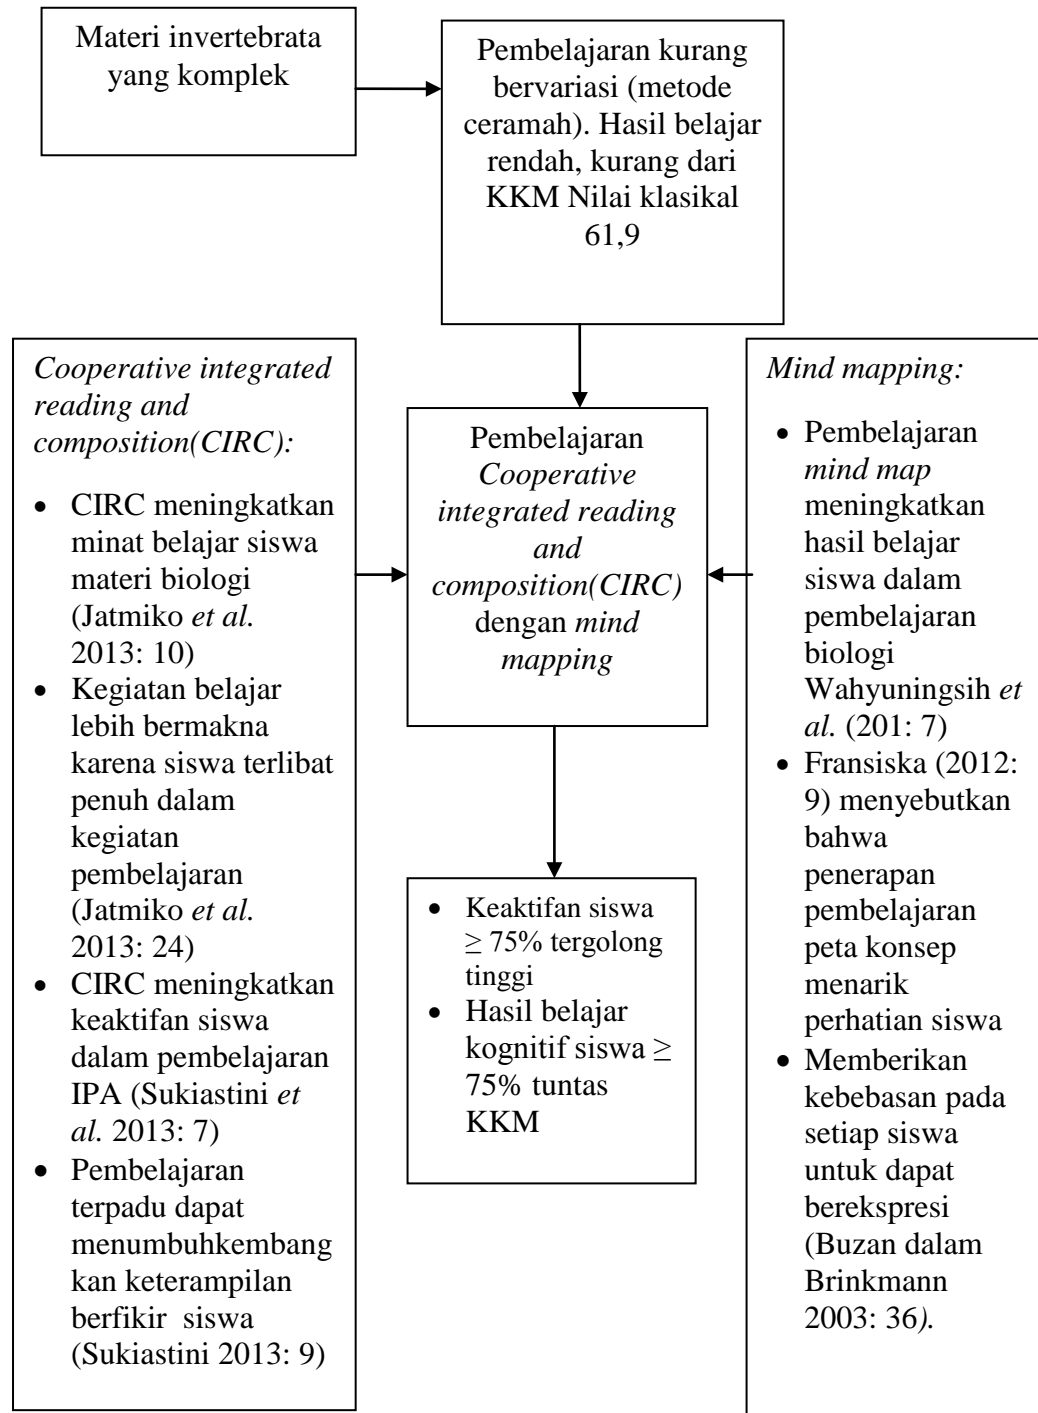 Materi invertebrata
yang komplek
Pembelajaran kurang
bervariasi (metode
ceramah). Hasil belajar
rendah, kurang dari
KKM Nilai klasikal
61,9
Cooperative integrated
reading and
composition(CIRC):
• CIRC meningkatkan
minat belajar siswa
materi biologi
(Jatmiko et al.
2013: 10)
• Kegiatan belajar
lebih bermakna
karena siswa terlibat
penuh dalam
kegiatan
pembelajaran
(Jatmiko et al.
2013: 24)
• CIRC meningkatkan
keaktifan siswa
dalam pembelajaran
IPA (Sukiastini et
al. 2013: 7)
• Pembelajaran
terpadu dapat
menumbuhkembang
kan keterampilan
berfikir siswa
(Sukiastini 2013: 9)
Pembelajaran
Cooperative
integrated reading
and
composition(CIRC)
dengan mind
mapping
• Keaktifan siswa
≥ 75% tergolong
tinggi
• Hasil belajar
kognitif siswa ≥
75% tuntas
KKM
Mind mapping:
• Pembelajaran
mind map
meningkatkan
hasil belajar
siswa dalam
pembelajaran
biologi
Wahyuningsih et
al. (201: 7)
• Fransiska (2012:
9) menyebutkan
bahwa
penerapan
pembelajaran
peta konsep
menarik
perhatian siswa
• Memberikan
kebebasan pada
setiap siswa
untuk dapat
berekspresi
(Buzan dalam
Brinkmann
2003: 36).